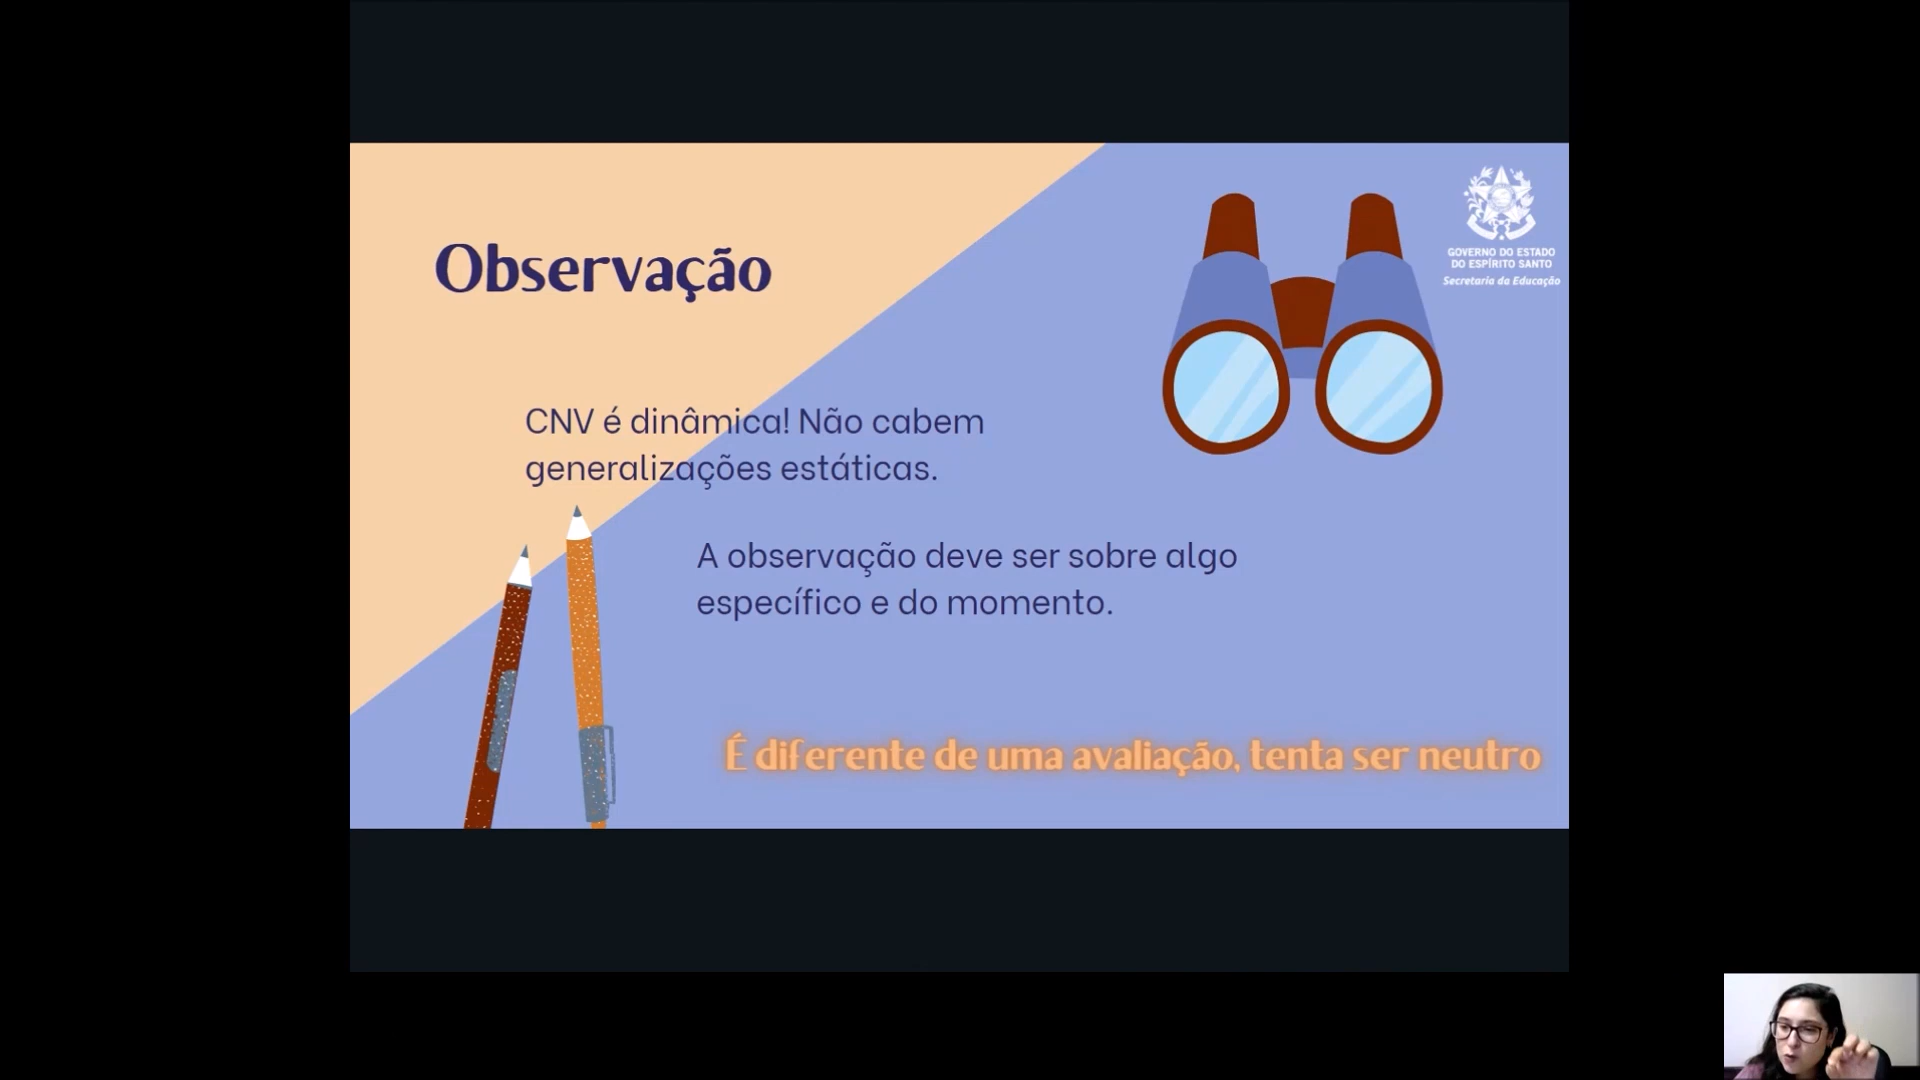 Observação
GOVERNO DO ESTADO
DO ESPÍRITO SANTO
Secretaria da Educação
CNV é dinâmica! Não cabem
generalizações estáticas.
A observação deve ser sobre algo
específico e do momento.
É diferente de uma avaliação, tenta ser neutro